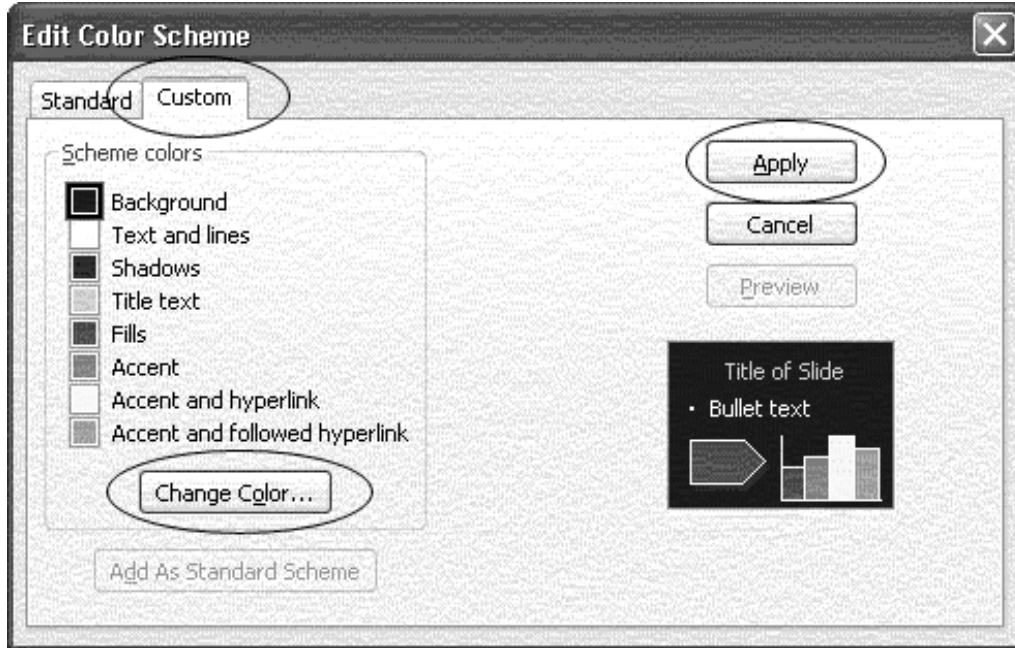 Edit Color Scheme
Standard Custom
Scheme colors
Background
Text and lines
Shadows
Title text
Fills
Accent
Accent and hyperlink
Accent and followed hyperlink
Change Color...
Add As Standard Scheme
Apply
Cancel
Preview
Title of Slide
• Bullet text